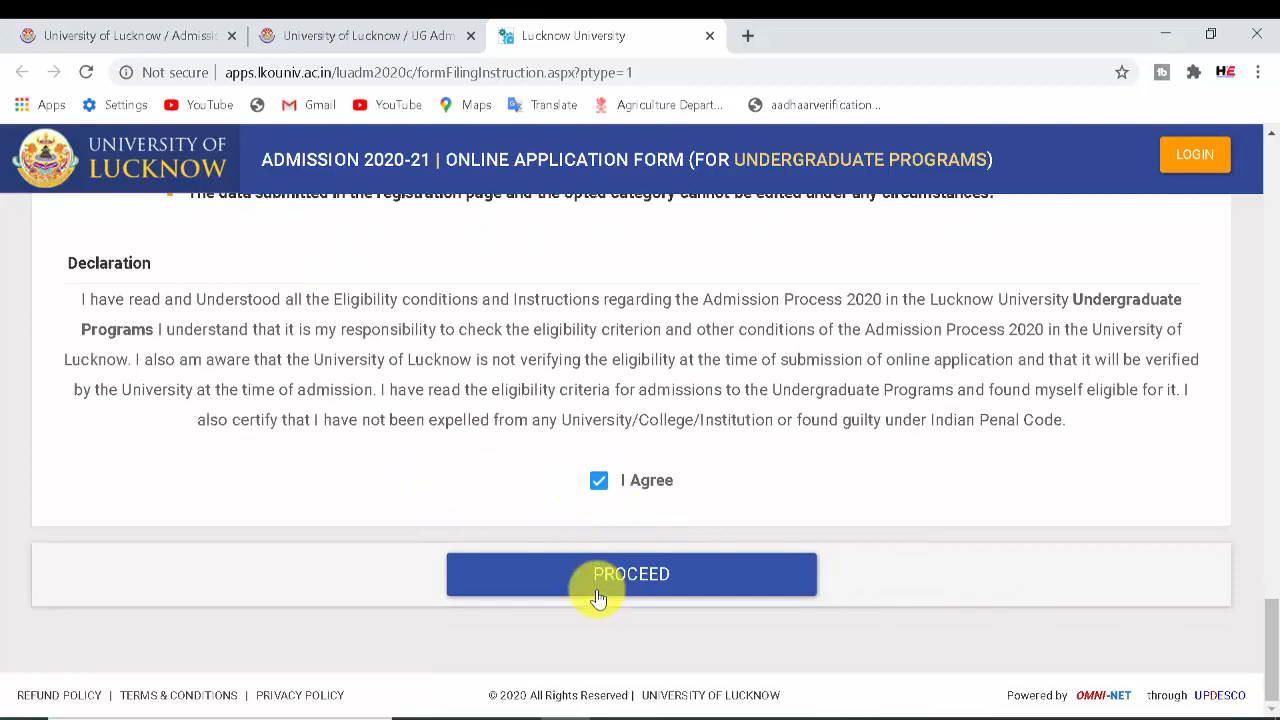 University of Lucknow / Admissi
University of Lucknow / UG Adm
Lucknow University
Not secure
apps.lkouniv.ac.in/luadm2020c/formFilingInstruction.aspx?ptype=1
Apps
Settings
YouTube
Gmail
YouTube
Maps
Translate
Agriculture Depart...
aadhaarverification...
UNIVERSITY OF
LUCKNOW
ADMISSION 2020-21 | ONLINE APPLICATION FORM (FOR UNDERGRADUATE PROGRAMS)
LOGIN
The data submitted in the registration page and the opted category cannot be edited under any circumstances.
Declaration
I have read and Understood all the Eligibility conditions and Instructions regarding the Admission Process 2020 in the Lucknow University Undergraduate
Programs I understand that it is my responsibility to check the eligibility criterion and other conditions of the Admission Process 2020 in the University of
Lucknow. I also am aware that the University of Lucknow is not verifying the eligibility at the time of submission of online application and that it will be verified
by the University at the time of admission. I have read the eligibility criteria for admissions to the Undergraduate Programs and found myself eligible for it. I
also certify that I have not been expelled from any University/College/Institution or found guilty under Indian Penal Code.
I Agree
PROCEED
REFUND POLICY | TERMS & CONDITIONS | PRIVACY POLICY
© 2020 All Rights Reserved | UNIVERSITY OF LUCKNOW
Powered by OMNI-NET through UPDESCO